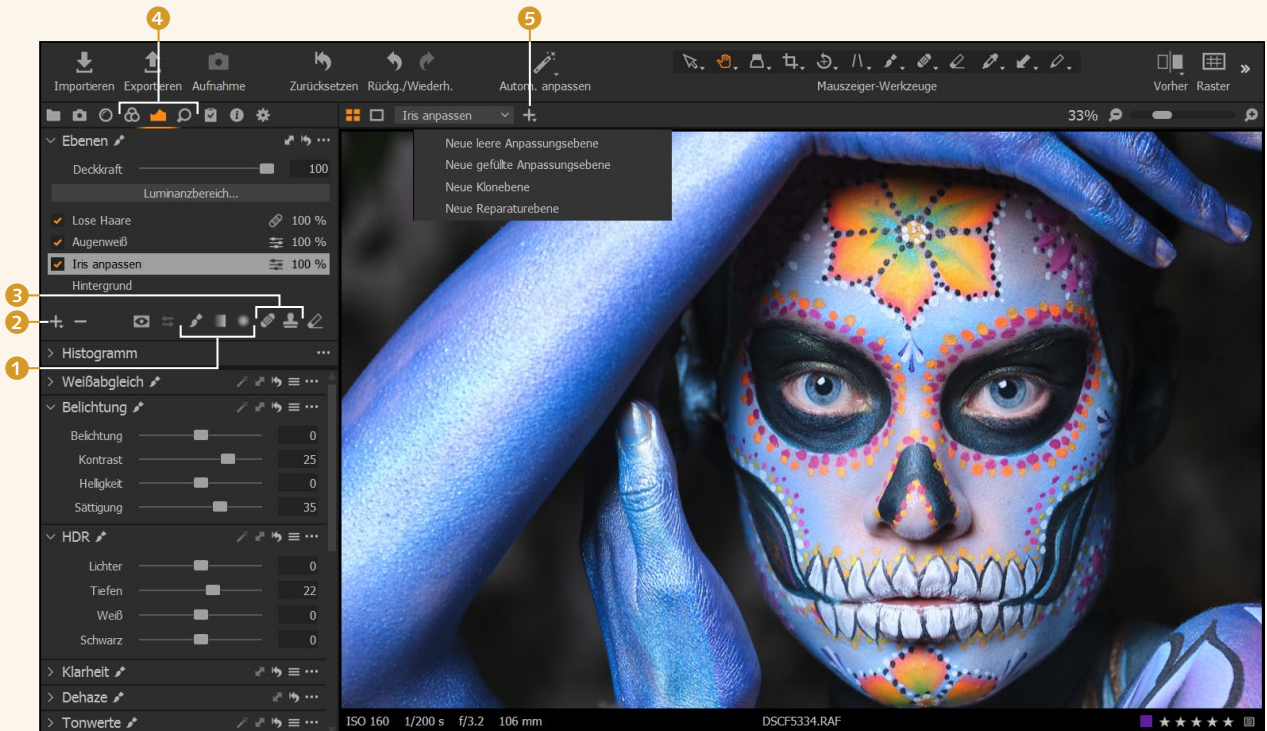 4 5
Importieren Exportieren Aufnahme Zurücksetzen Rückg./Wiederh. Autom. anpassen Mauszeiger-Werkzeuge Vorher Raster
Iris anpassen 33%
Ebenen
Deckkraft 100
Luminanzbereich...
Lose Haare 100 %
Augenweiß 100 %
Iris anpassen 100 %
Hintergrund
3
2
1
Histogramm
Weißabgleich
Belichtung
Belichtung 0
Kontrast 25
Helligkeit 0
Sättigung 35
HDR
Lichter 0
Tiefen 22
Weiß 0
Schwarz 0
Klarheit
Dehaze
Tonwerte
Neue leere Anpassungsebene
Neue gefüllte Anpassungsebene
Neue Klonebene
Neue Reparaturebene
ISO 160 1/200 s f/3.2 106 mm DSCF5334.RAF